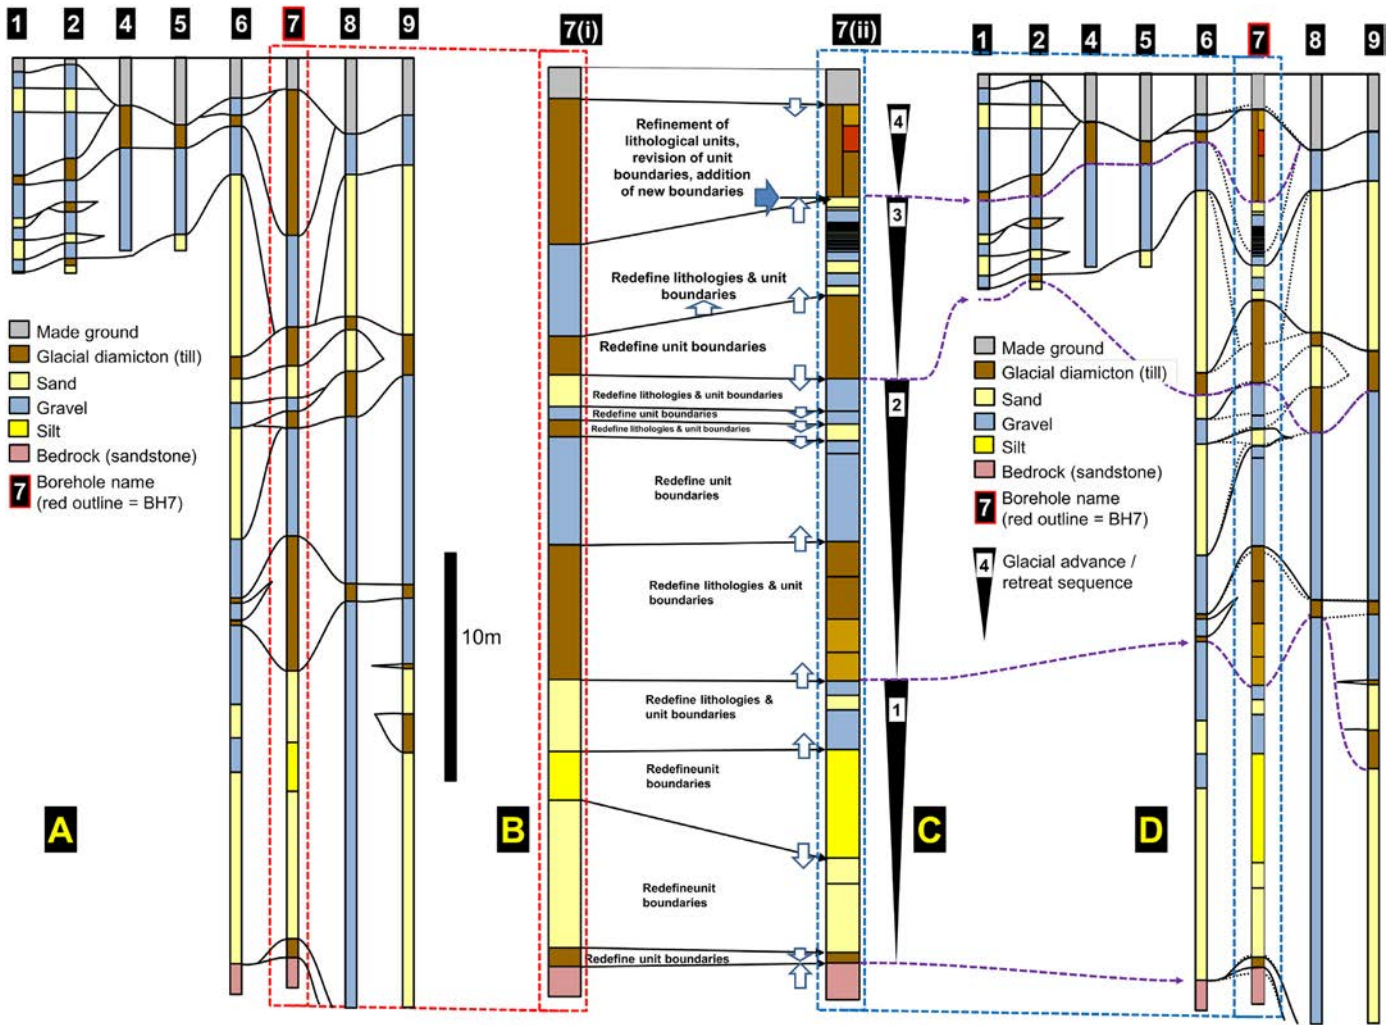 1 2 4 5 6 7 8 9
7(i)
7(ii)
1 2 4 5 6 7 8 9
Made ground
Glacial diamicton (till)
Sand
Gravel
Silt
Bedrock (sandstone)
7 Borehole name
(red outline = BH7)
10m
A
B
Refinement of
lithological units,
revision of unit
boundaries, addition
of new boundaries
Redefine lithologies & unit
boundaries
Redefine unit boundaries
Redefine lithologies & unit boundaries
Redefine unit boundaries
Redefine lithologies & unit boundaries
Redefine unit
boundaries
Redefine lithologies & unit
boundaries
Redefine lithologies &
unit boundaries
Redefineunit
boundaries
Redefineunit
boundaries
Redefine unit boundaries
4
3
2
1
C
D
Made ground
Glacial diamicton (till)
Sand
Gravel
Silt
Bedrock (sandstone)
7 Borehole name
(red outline = BH7)
4 Glacial advance /
retreat sequence